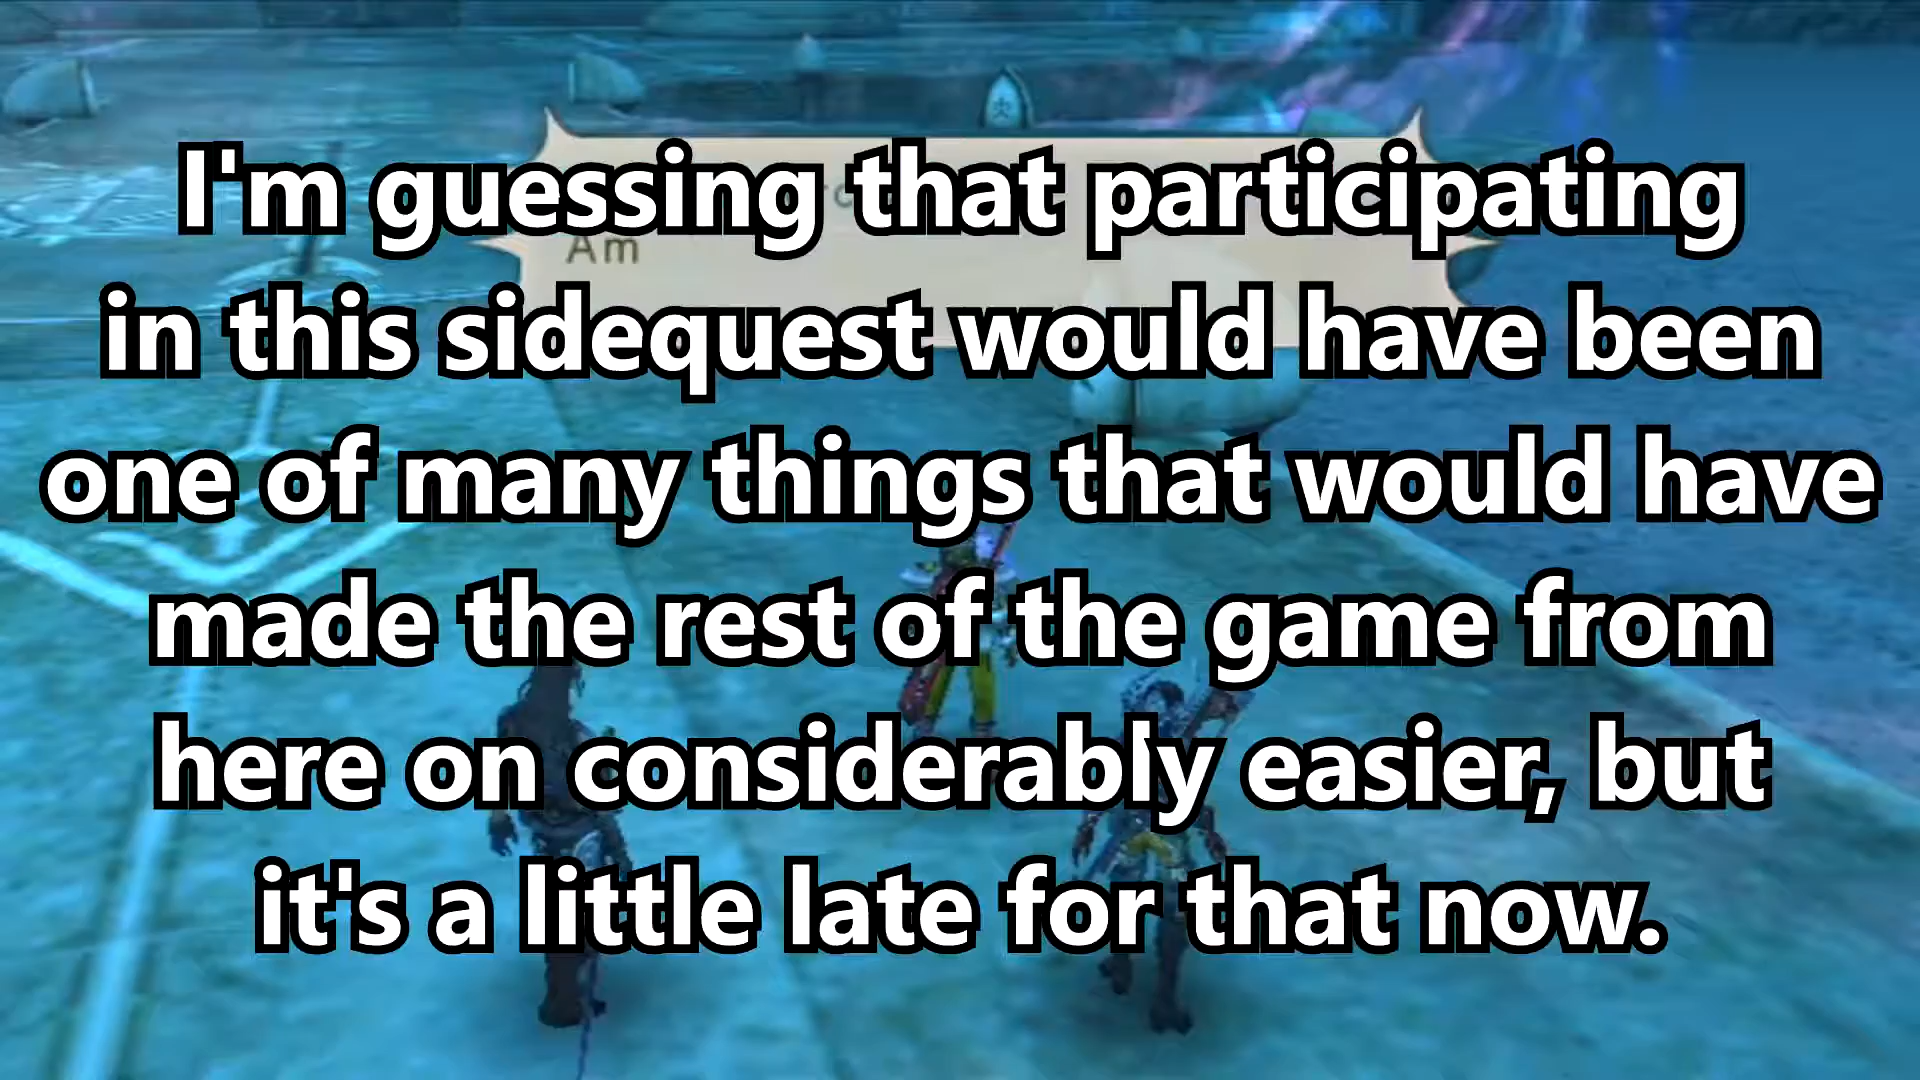 I'm guessing that participating
Am
in this sidequest would have been
one of many things that would have
made the rest of the game from
here on considerably easier, but
it's a little late for that now.